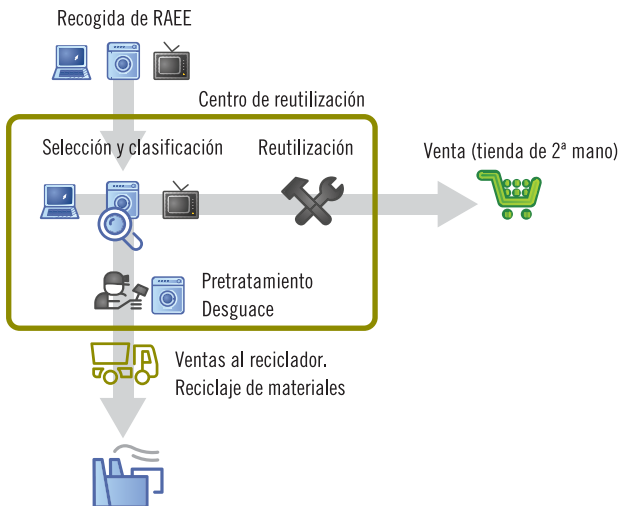 Recogida de RAEE
Centro de reutilización
Selección y clasificación
Reutilización
Venta (tienda de 2ª mano)
Pretratamiento
Desguace
Ventas al reciclador.
Reciclaje de materiales